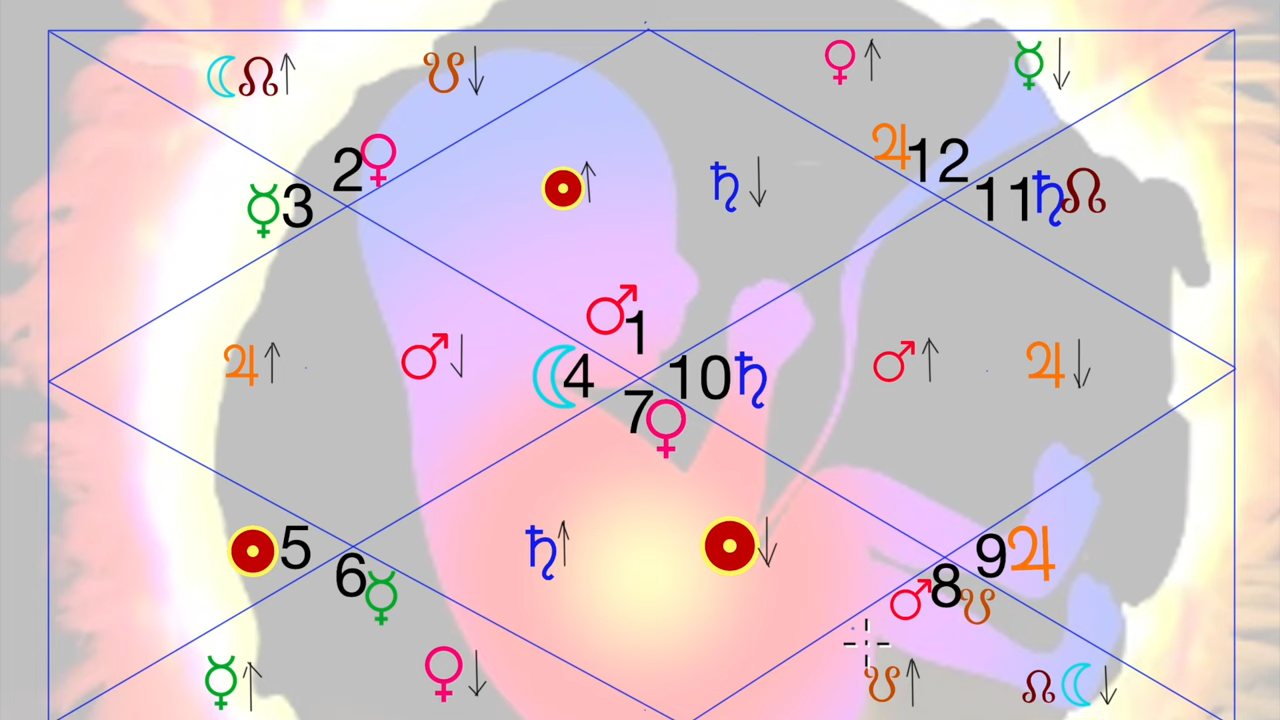 ☾☊↑ ☋↓ ♀↑ ☿↓
2♀ ♃12
☿3 ☉↑ ♄↓ 11♄☊
♂1
♃↑ ♂↓ ☾4 10♄ ♂↑ ♃↓
7♀
☉5 ♄↑ ☉↓ 9♃
6☿ ♂8☋
☿↑ ♀↓ ☋↑ ☊☾↓